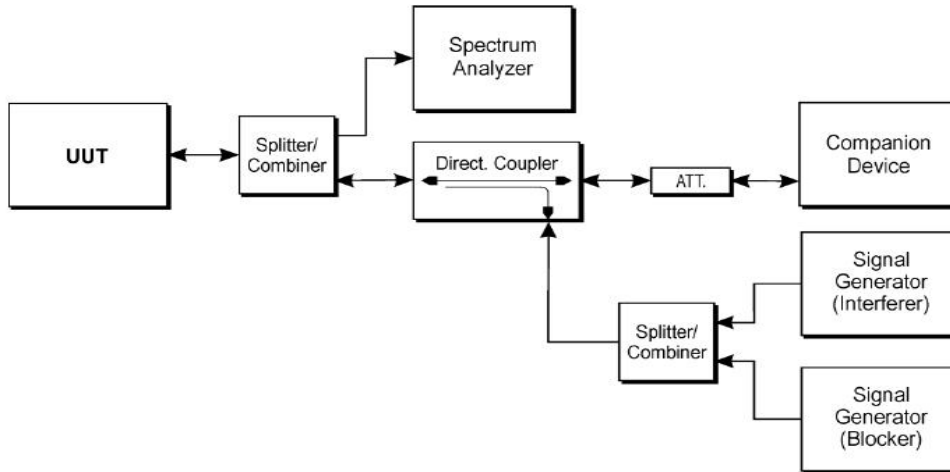 Spectrum
Analyzer
UUT
Splitter/
Combiner
Direct. Coupler
ATT.
Companion
Device
Signal
Generator
(Interferer)
Splitter/
Combiner
Signal
Generator
(Blocker)